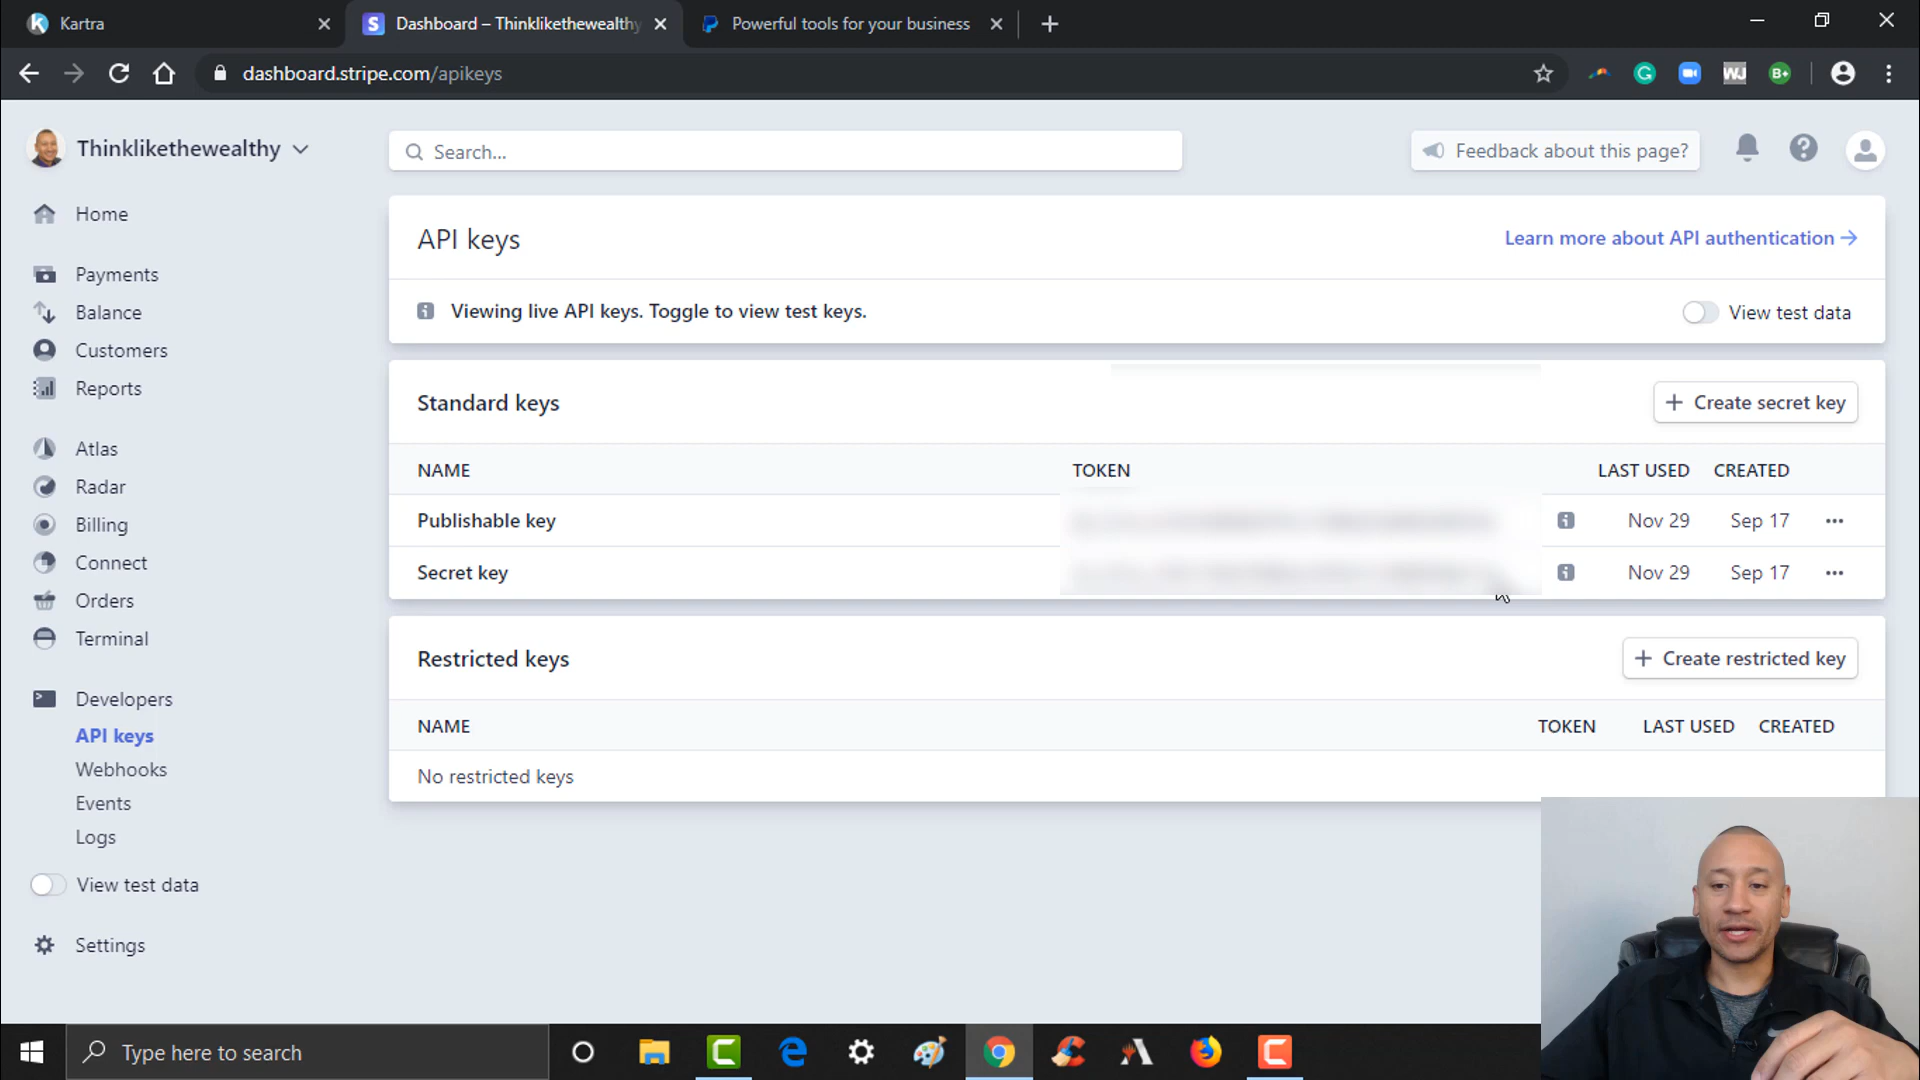 Kartra
Dashboard – Thinklikethewealthy
Powerful tools for your business
dashboard.stripe.com/apikeys
WJ
B+
Thinklikethewealthy
Search...
Feedback about this page?
Home
Payments
Balance
Customers
Reports
Atlas
Radar
Billing
Connect
Orders
Terminal
Developers
API keys
Webhooks
Events
Logs
View test data
Settings
API keys
Learn more about API authentication
Viewing live API keys. Toggle to view test keys.
View test data
Standard keys
Create secret key
NAME TOKEN LAST USED CREATED
Publishable key Nov 29 Sep 17
Secret key Nov 29 Sep 17
Restricted keys
Create restricted key
NAME TOKEN LAST USED CREATED
No restricted keys
Type here to search